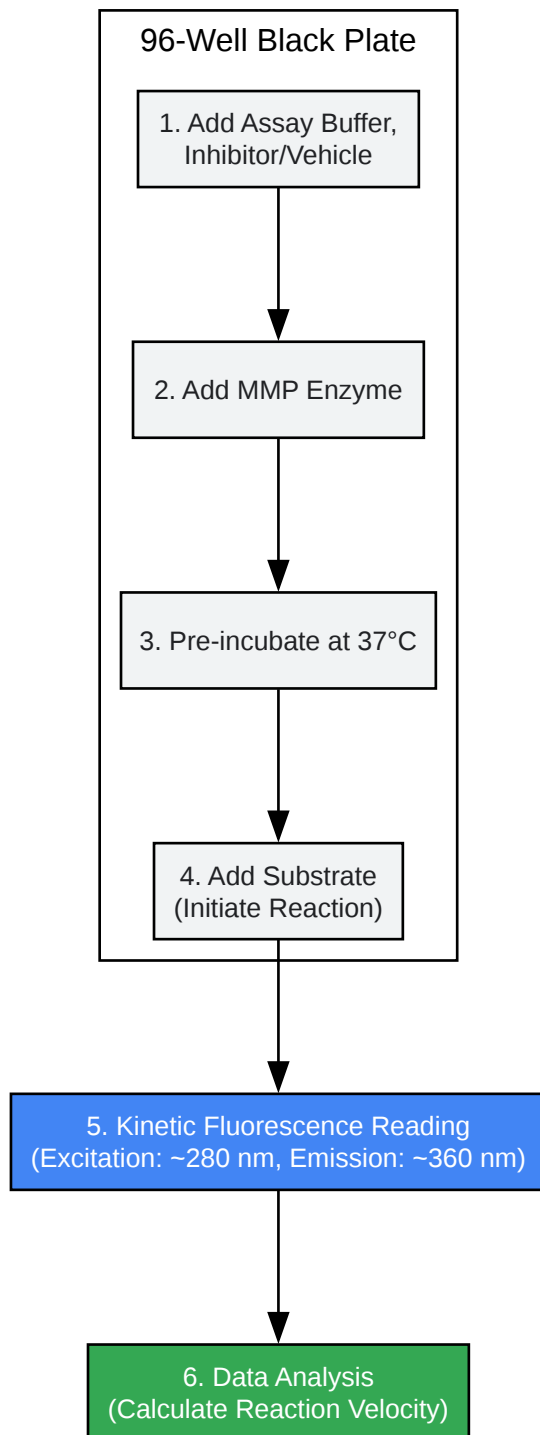 96-Well Black Plate
1. Add Assay Buffer,
Inhibitor/Vehicle
2. Add MMP Enzyme
3. Pre-incubate at 37°C
4. Add Substrate
(Initiate Reaction)
5. Kinetic Fluorescence Reading
(Excitation: ~280 nm, Emission: ~360 nm)
6. Data Analysis
(Calculate Reaction Velocity)